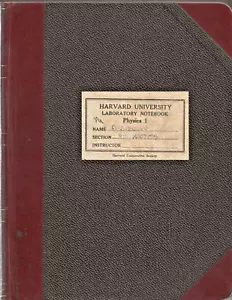 HARVARD UNIVERSITY
LABORATORY NOTEBOOK
Physics 1
NAME
SECTION
INSTRUCTOR
Harvard Cooperative Society